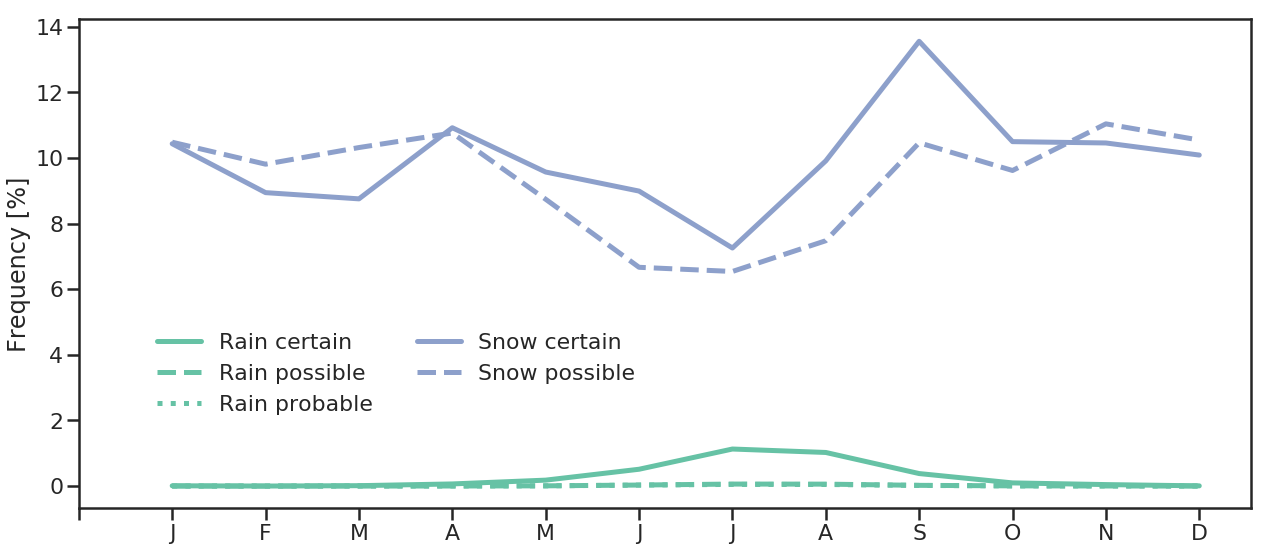 14
12
10
8
6
4
2
0
Frequency [%]
Rain certain
Rain possible
Rain probable
Snow certain
Snow possible
J F M A M J J A S O N D